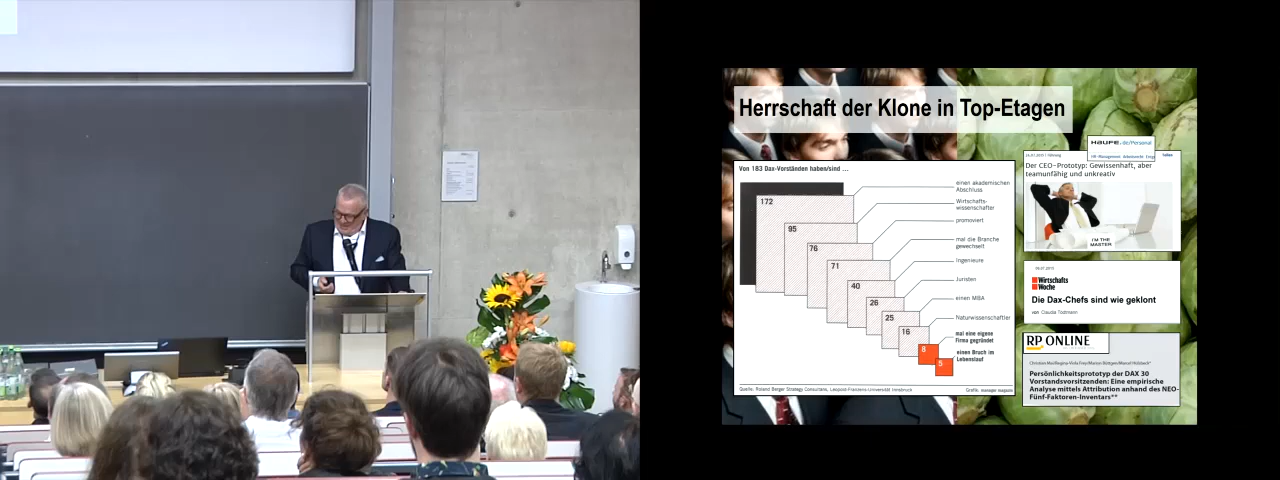 Herrschaft der Klone in Top-Etagen
Von 183 Dax-Vorständen haben/sind ...
172
einen akademischen
Abschluss
95
Wirtschafts-
wissenschafter
76
promoviert
71
mal die Branche
gewechselt
40
Ingenieure
26
Juristen
25
einen MBA
16
Naturwissenschaftler
8
mal eine eigene
Firma gegründet
5
einen Bruch im
Lebenslauf
Quelle: Roland Berger Strategy Consultans, Leopold-Franzens-Universität Innsbruck
Grafik: manager magazin
HAUFE.de/Personal
HR-Management Arbeitsrecht
Der CEO-Prototyp: Gewissenhaft, aber
teamunfähig und unkreativ
I'M THE
MASTER
Wirtschafts
Woche
Die Dax-Chefs sind wie geklont
von Claudia Tödtmann
RP ONLINE
Persönlichkeitsprototyp der DAX 30
Vorstandsvorsitzenden: Eine empirische
Analyse mittels Attribution anhand des NEO-
Fünf-Faktoren-Inventars**